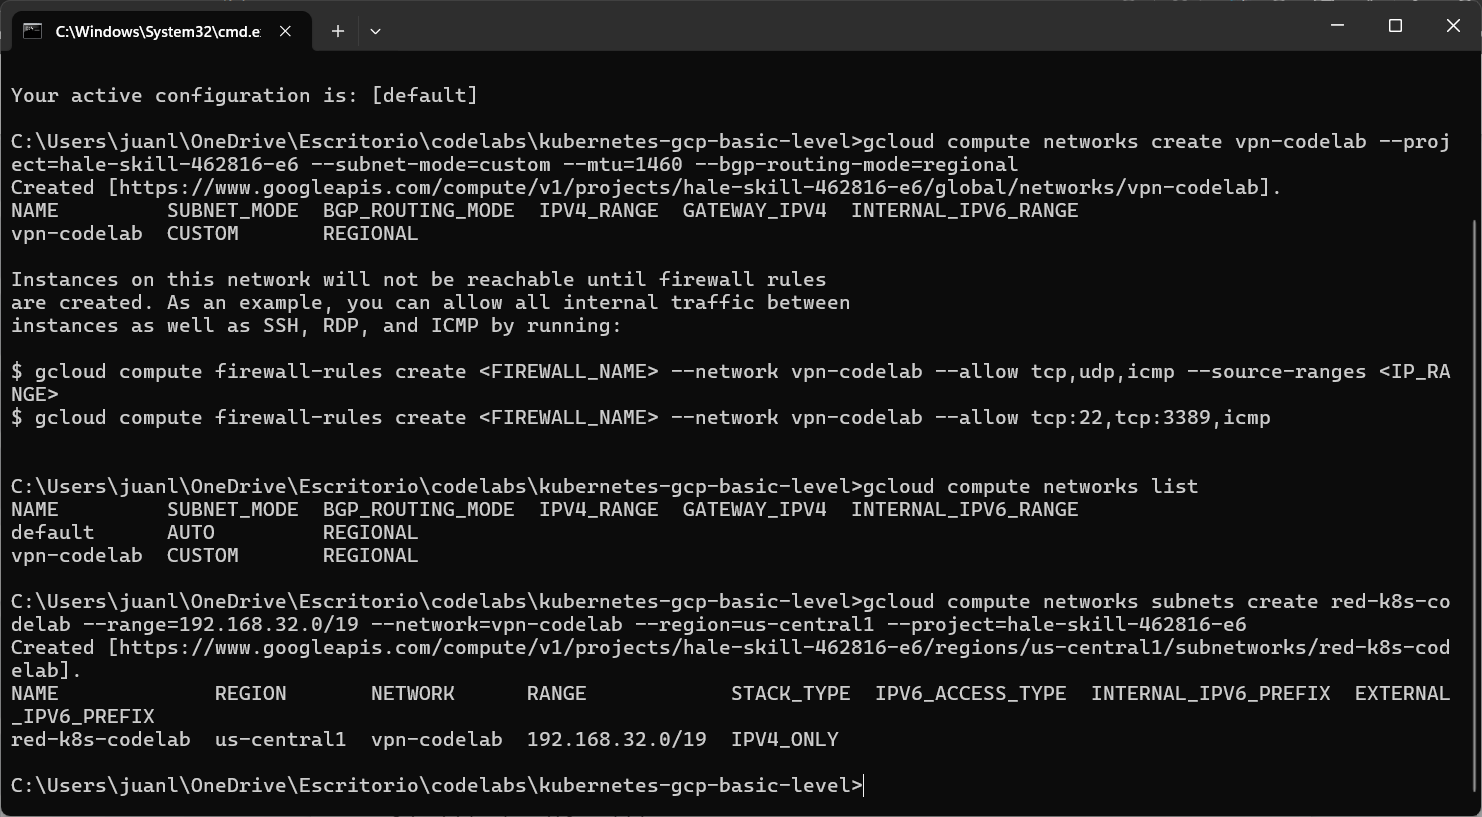 C:\Windows\System32\cmd.e
Your active configuration is: [default]
C:\Users\juanl\OneDrive\Escritorio\codelabs\kubernetes-gcp-basic-level>gcloud compute networks create vpn-codelab --proj
ect=hale-skill-462816-e6 --subnet-mode=custom --mtu=1460 --bgp-routing-mode=regional
Created [https://www.googleapis.com/compute/v1/projects/hale-skill-462816-e6/global/networks/vpn-codelab].
NAME         SUBNET_MODE  BGP_ROUTING_MODE  IPV4_RANGE  GATEWAY_IPV4  INTERNAL_IPV6_RANGE
vpn-codelab  CUSTOM       REGIONAL
Instances on this network will not be reachable until firewall rules
are created. As an example, you can allow all internal traffic between
instances as well as SSH, RDP, and ICMP by running:
$ gcloud compute firewall-rules create <FIREWALL_NAME> --network vpn-codelab --allow tcp,udp,icmp --source-ranges <IP_RA
NGE>
$ gcloud compute firewall-rules create <FIREWALL_NAME> --network vpn-codelab --allow tcp:22,tcp:3389,icmp
C:\Users\juanl\OneDrive\Escritorio\codelabs\kubernetes-gcp-basic-level>gcloud compute networks list
NAME         SUBNET_MODE  BGP_ROUTING_MODE  IPV4_RANGE  GATEWAY_IPV4  INTERNAL_IPV6_RANGE
default      AUTO         REGIONAL
vpn-codelab  CUSTOM       REGIONAL
C:\Users\juanl\OneDrive\Escritorio\codelabs\kubernetes-gcp-basic-level>gcloud compute networks subnets create red-k8s-co
delab --range=192.168.32.0/19 --network=vpn-codelab --region=us-central1 --project=hale-skill-462816-e6
Created [https://www.googleapis.com/compute/v1/projects/hale-skill-462816-e6/regions/us-central1/subnetworks/red-k8s-cod
elab].
NAME             REGION       NETWORK      RANGE            STACK_TYPE  IPV6_ACCESS_TYPE  INTERNAL_IPV6_PREFIX  EXTERNAL
_IPV6_PREFIX
red-k8s-codelab  us-central1  vpn-codelab  192.168.32.0/19  IPV4_ONLY
C:\Users\juanl\OneDrive\Escritorio\codelabs\kubernetes-gcp-basic-level>